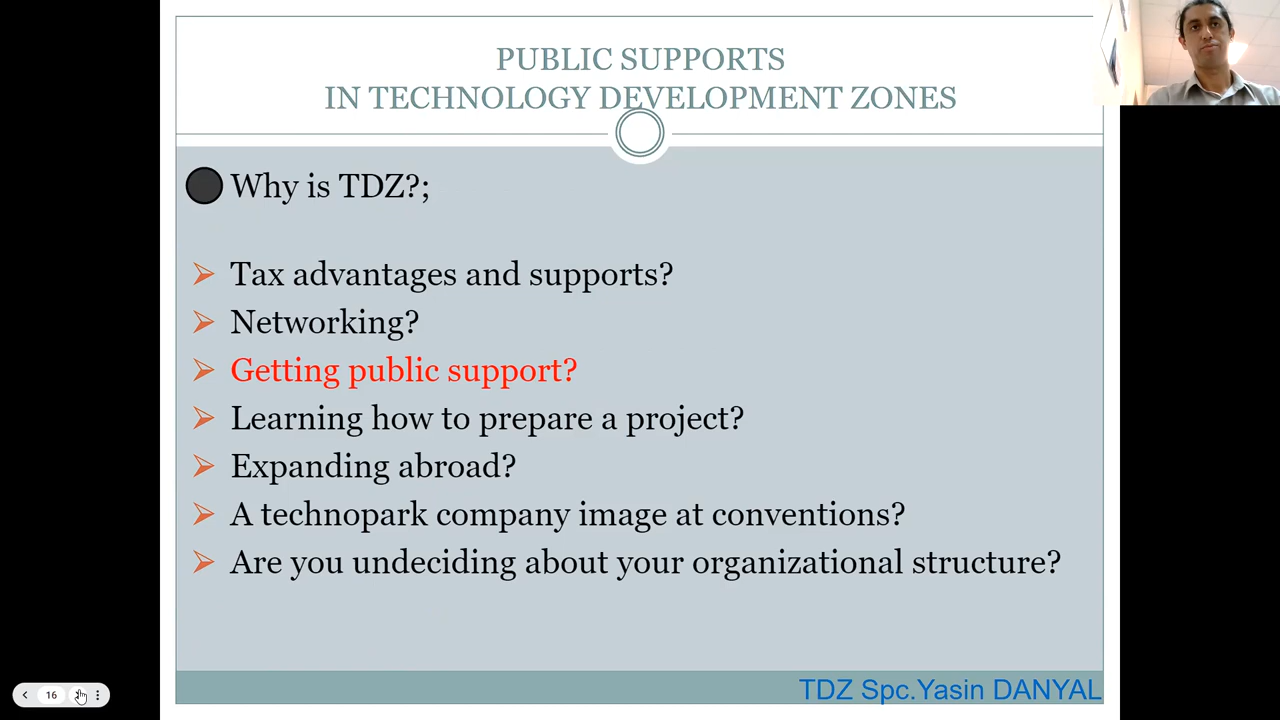 PUBLIC SUPPORTS
IN TECHNOLOGY DEVELOPMENT ZONES
Why is TDZ?;
Tax advantages and supports?
Networking?
Getting public support?
Learning how to prepare a project?
Expanding abroad?
A technopark company image at conventions?
Are you undeciding about your organizational structure?
TDZ Spc.Yasin DANYAL
16